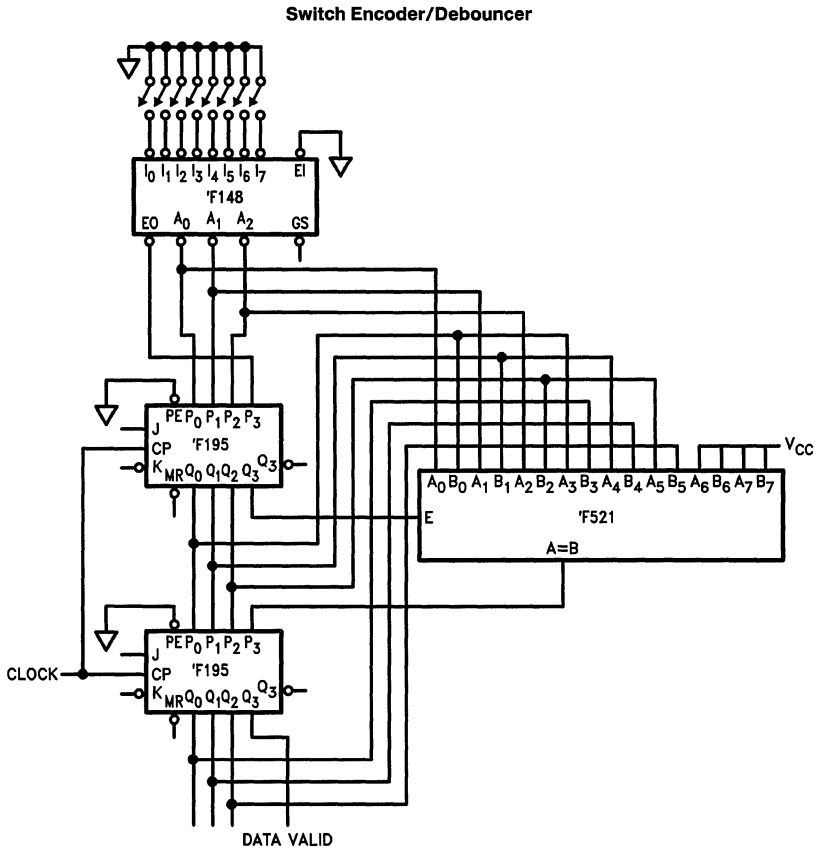 Switch Encoder/Debouncer
I0 I1 I2 I3 I4 I5 I6 I7 EI
'F148
EO A0 A1 A2 GS
PE P0 P1 P2 P3
J
'F195
CP
K MR Q0 Q1 Q2 Q3 Q3
VCC
A0 B0 A1 B1 A2 B2 A3 B3 A4 B4 A5 B5 A6 B6 A7 B7
E 'F521
A=B
PE P0 P1 P2 P3
J
'F195
CLOCK CP
K MR Q0 Q1 Q2 Q3 Q3
DATA VALID